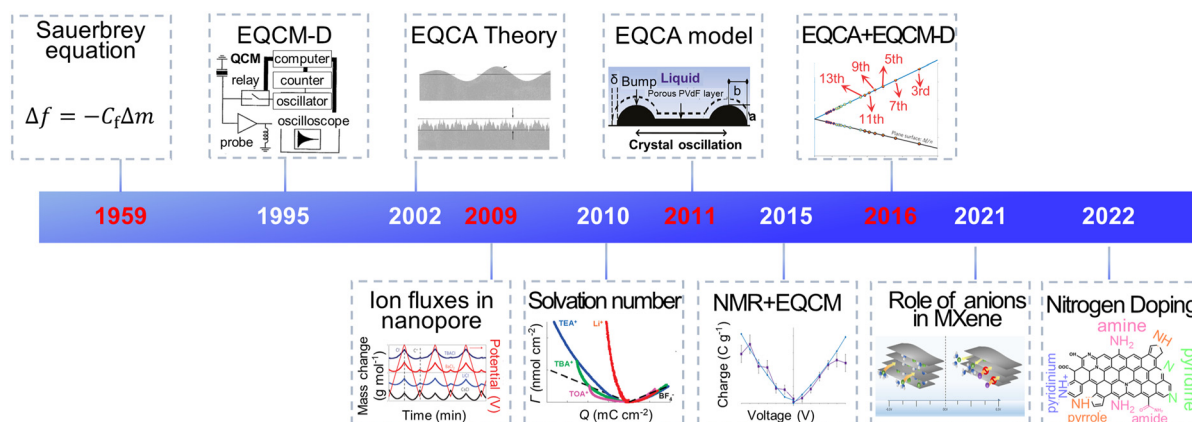 Sauerbrey
equation
Δf = −CfΔm
EQCM-D
QCM
computer
relay
counter
oscillator
oscilloscope
probe
EQCA Theory
EQCA model
δ
Bump
Liquid
b
Porous PVdF layer
a
Crystal oscillation
EQCA+EQCM-D
13th
9th
5th
3rd
7th
11th
Plane surface:
1959
1995
2002
2009
2010
2011
2015
2016
2021
2022
Ion fluxes in
nanopore
Mass change
(g mol-1)
Potential (V)
Time (min)
Solvation number
Γ (nmol cm-2)
TEA+
Li+
TBA+
TOA+
BF4-
Q (mC cm-2)
NMR+EQCM
Charge (C g-1)
Voltage (V)
Role of anions
in MXene
Nitrogen Doping
amine
NH2
NH
N
pyridine
pyridinium
NH+
N
NH
NH2
pyrrole
amide